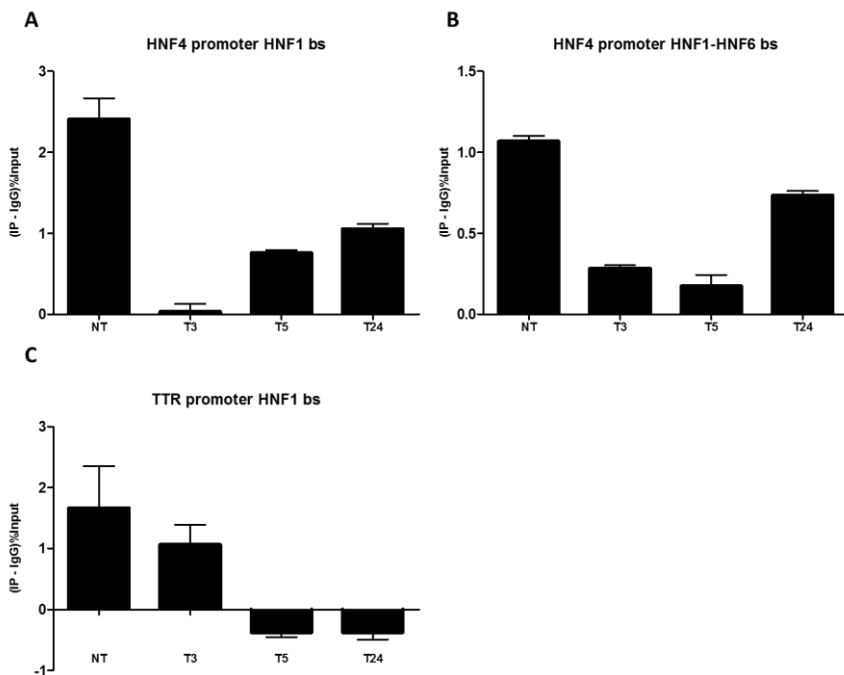 A
HNF4 promoter HNF1 bs
(IP - IgG)%Input
3
2
1
0
NT T3 T5 T24
B
HNF4 promoter HNF1-HNF6 bs
(IP - IgG)%Input
1.5
1.0
0.5
0.0
NT T3 T5 T24
C
TTR promoter HNF1 bs
(IP - IgG)%Input
3
2
1
0
-1
NT T3 T5 T24